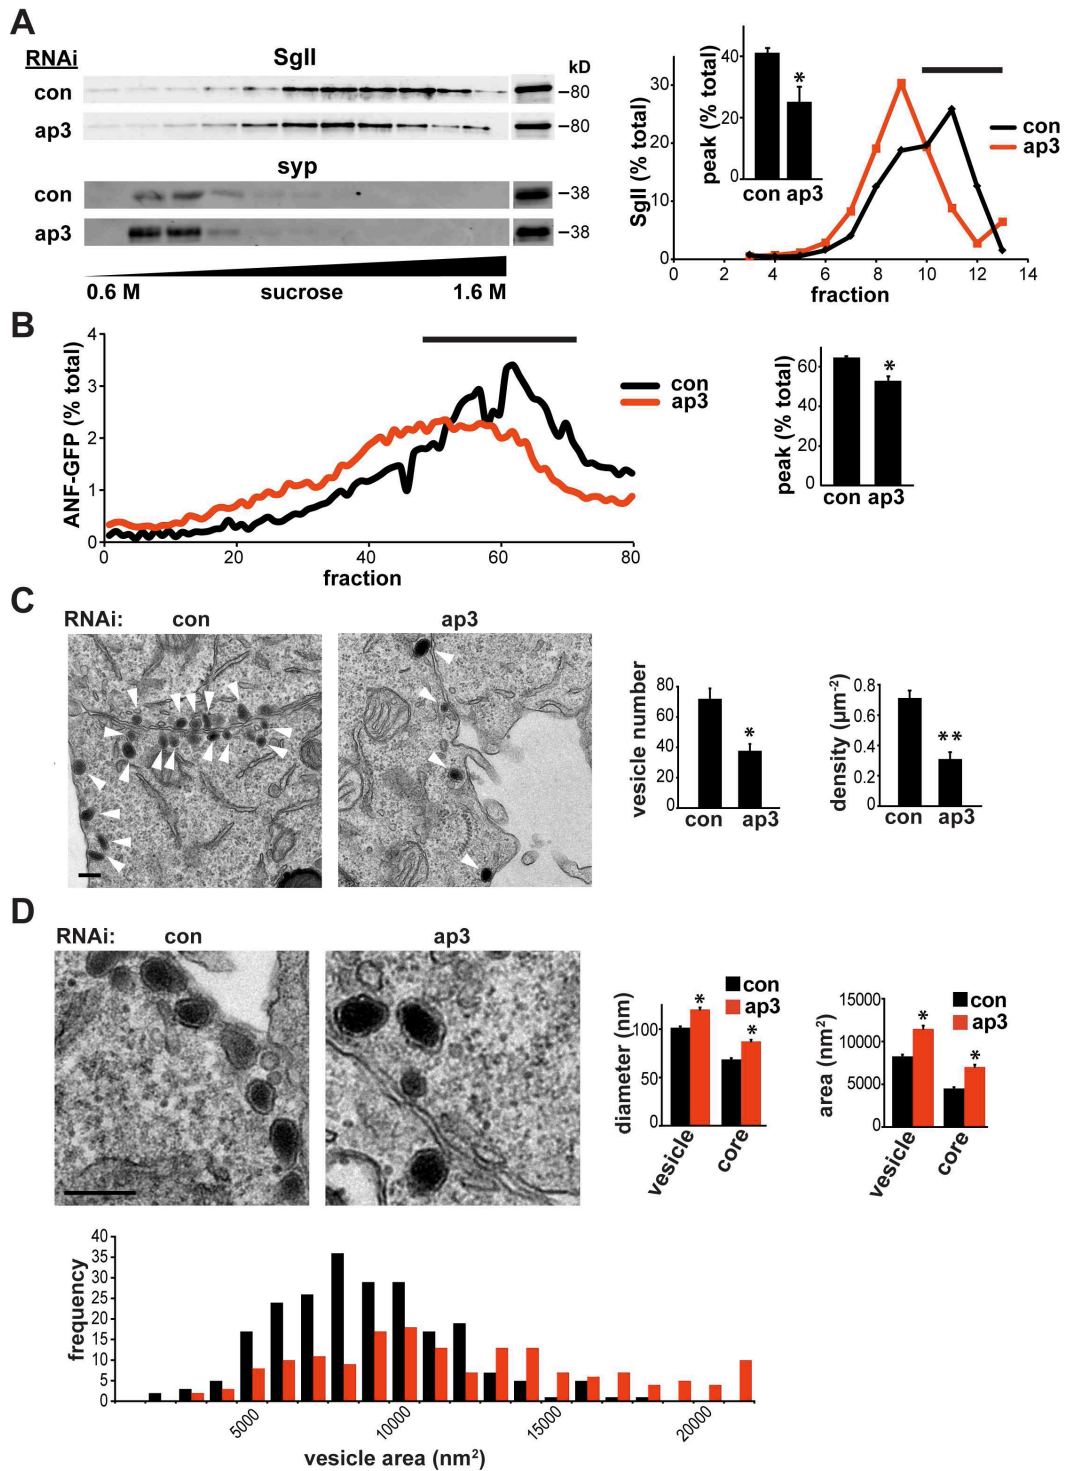 A
RNAi
SgII
kD
con
–80
ap3
–80
syp
con
–38
ap3
–38
0.6 M
sucrose
1.6 M
SgII (% total)
30
20
10
0
0 2 4 6 8 10 12 14
fraction
peak (% total)
40
20
0
*
con ap3
con
ap3
B
ANF-GFP (% total)
4
3
2
1
0
0 20 40 60 80
fraction
con
ap3
peak (% total)
60
40
20
0
*
con ap3
C
RNAi: con ap3
vesicle number
80
60
40
20
0
*
con ap3
density (μm-2)
0.8
0.6
0.4
0.2
0
**
con ap3
D
RNAi: con ap3
diameter (nm)
100
50
0
con
ap3
*
*
vesicle
core
area (nm2)
15000
10000
5000
0
con
ap3
*
*
vesicle
core
frequency
40
35
30
25
20
15
10
5
0
5000 10000 15000 20000
vesicle area (nm2)